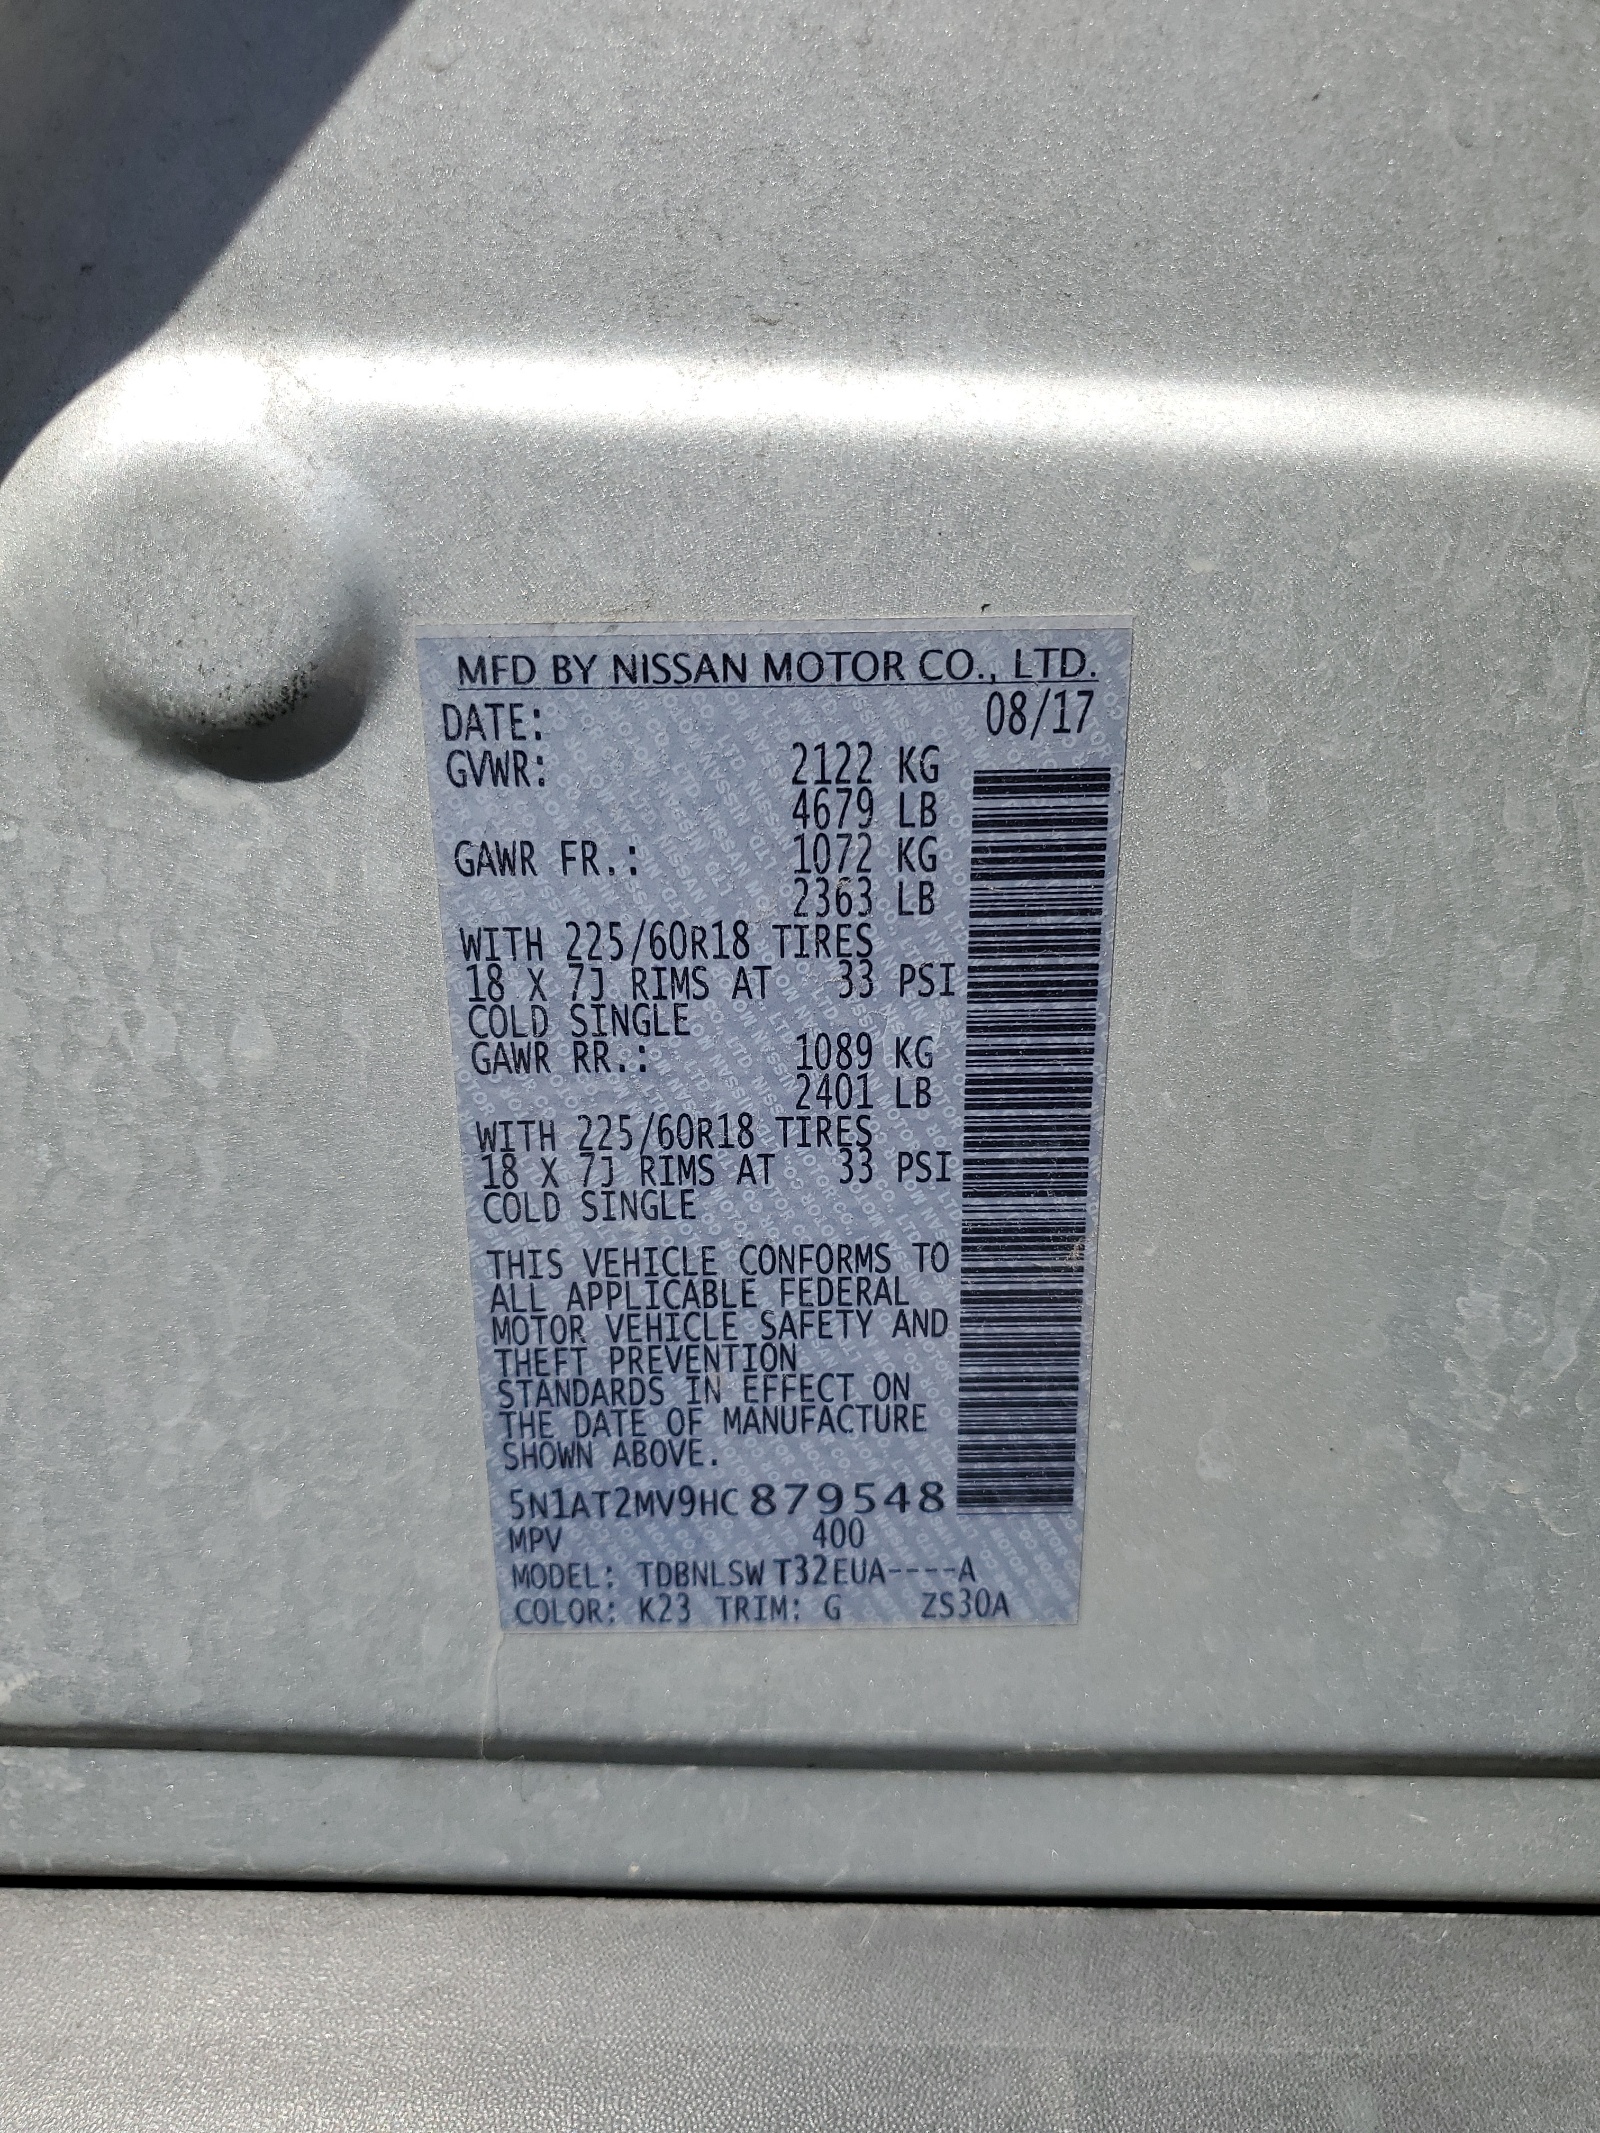 MFD BY NISSAN MOTOR CO., LTD.
DATE: 08/17
GVWR: 2122 KG
4679 LB
GAWR FR.: 1072 KG
2363 LB
WITH 225/60R18 TIRES
18 X 7J RIMS AT 33 PSI
COLD SINGLE
GAWR RR.: 1089 KG
2401 LB
WITH 225/60R18 TIRES
18 X 7J RIMS AT 33 PSI
COLD SINGLE
THIS VEHICLE CONFORMS TO
ALL APPLICABLE FEDERAL
MOTOR VEHICLE SAFETY AND
THEFT PREVENTION
STANDARDS IN EFFECT ON
THE DATE OF MANUFACTURE
SHOWN ABOVE.
5N1AT2MV9HC879548
MPV 400
MODEL: TDBNLSWT32EUA----A
COLOR: K23 TRIM: G ZS30A